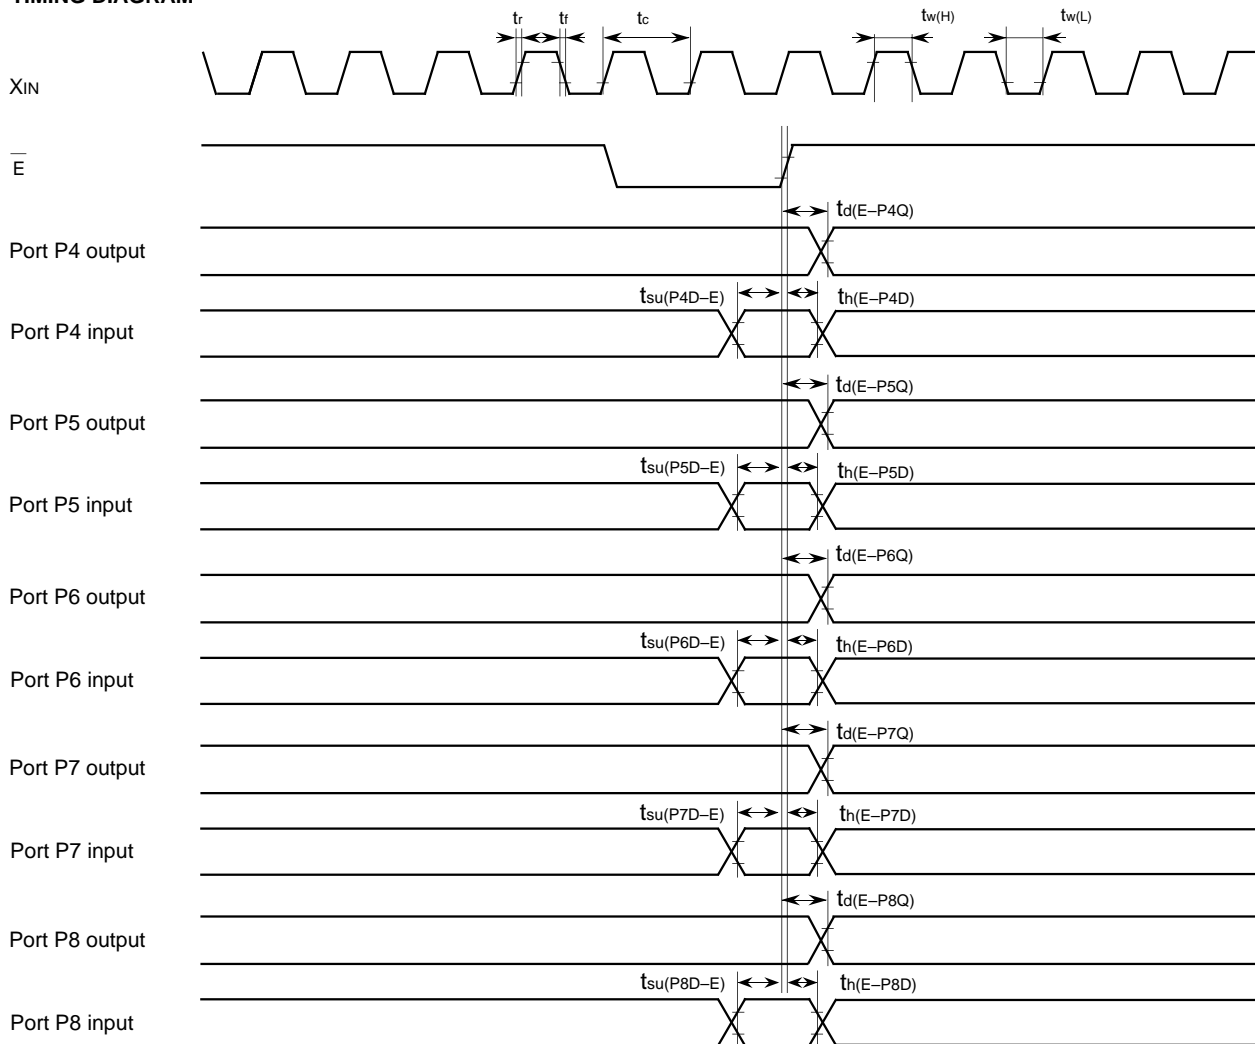 TIMING DIAGRAM
tr tf tc tw(H) tw(L)
XIN
E
td(E–P4Q)
Port P4 output
tsu(P4D–E) th(E–P4D)
Port P4 input
td(E–P5Q)
Port P5 output
tsu(P5D–E) th(E–P5D)
Port P5 input
td(E–P6Q)
Port P6 output
tsu(P6D–E) th(E–P6D)
Port P6 input
td(E–P7Q)
Port P7 output
tsu(P7D–E) th(E–P7D)
Port P7 input
td(E–P8Q)
Port P8 output
tsu(P8D–E) th(E–P8D)
Port P8 input